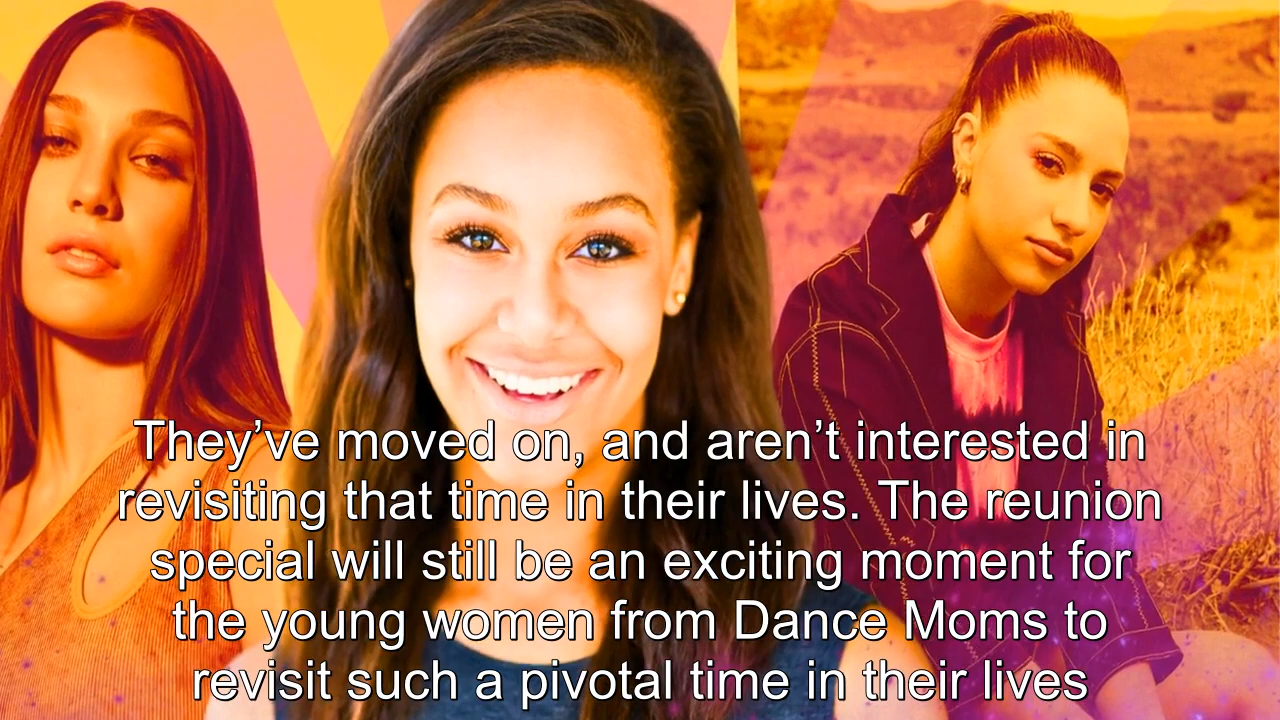 They’ve moved on, and aren’t interested in
revisiting that time in their lives. The reunion
special will still be an exciting moment for
the young women from Dance Moms to
revisit such a pivotal time in their lives